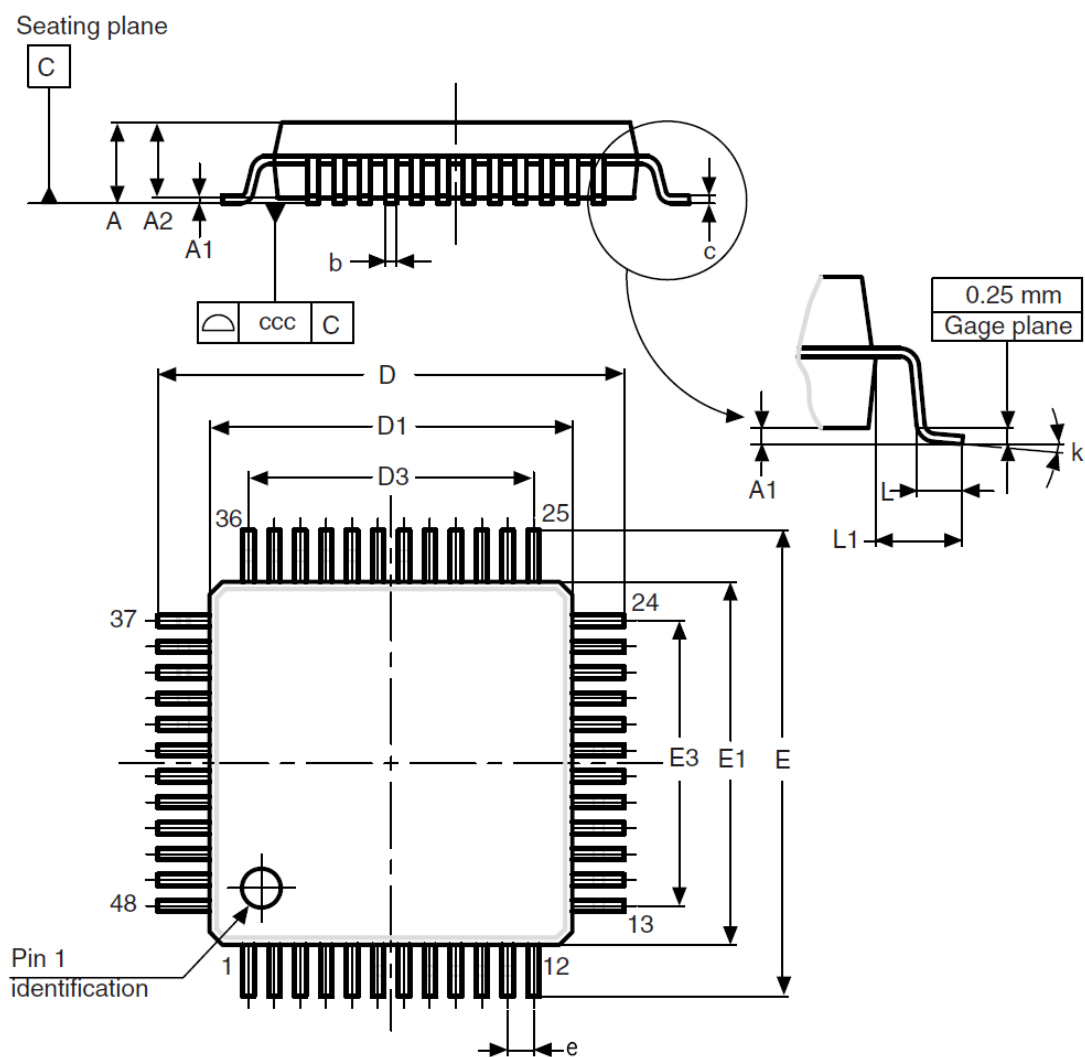 Seating plane
C
A
A2
A1
b
c
ccc
C
0.25 mm
Gage plane
k
A1
L
L1
D
D1
D3
36
25
37
24
E3
E1
E
48
13
Pin 1
identification
1
12
e